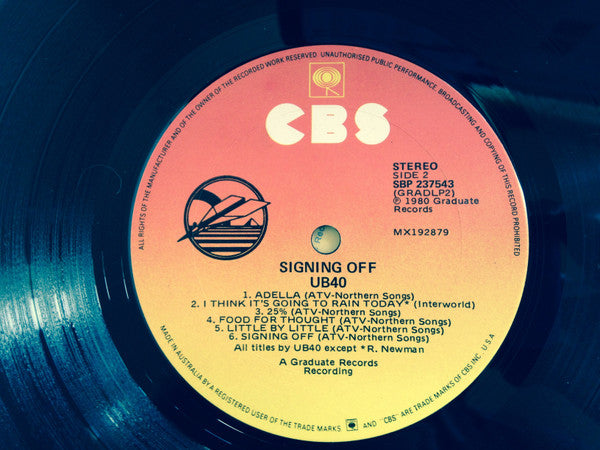 ALL RIGHTS OF THE MANUFACTURER AND OF THE OWNER OF THE RECORDED WORK RESERVED. UNAUTHORISED PUBLIC PERFORMANCE, BROADCASTING AND COPYING OF THIS RECORD PROHIBITED
CBS
STEREO
SIDE 2
SBP 237543
(GRADLP2)
℗ 1980 Graduate
Records
MX192879
SIGNING OFF
UB40
1. ADELLA (ATV-Northern Songs)
2. I THINK IT'S GOING TO RAIN TODAY* (Interworld)
3. 25% (ATV-Northern Songs)
4. FOOD FOR THOUGHT (ATV-Northern Songs)
5. LITTLE BY LITTLE (ATV-Northern Songs)
6. SIGNING OFF (ATV-Northern Songs)
All titles by UB40 except *R. Newman
A Graduate Records
Recording
MADE IN AUSTRALIA BY A REGISTERED USER OF THE TRADE MARKS AND "CBS" ARE TRADE MARKS OF CBS INC. U.S.A